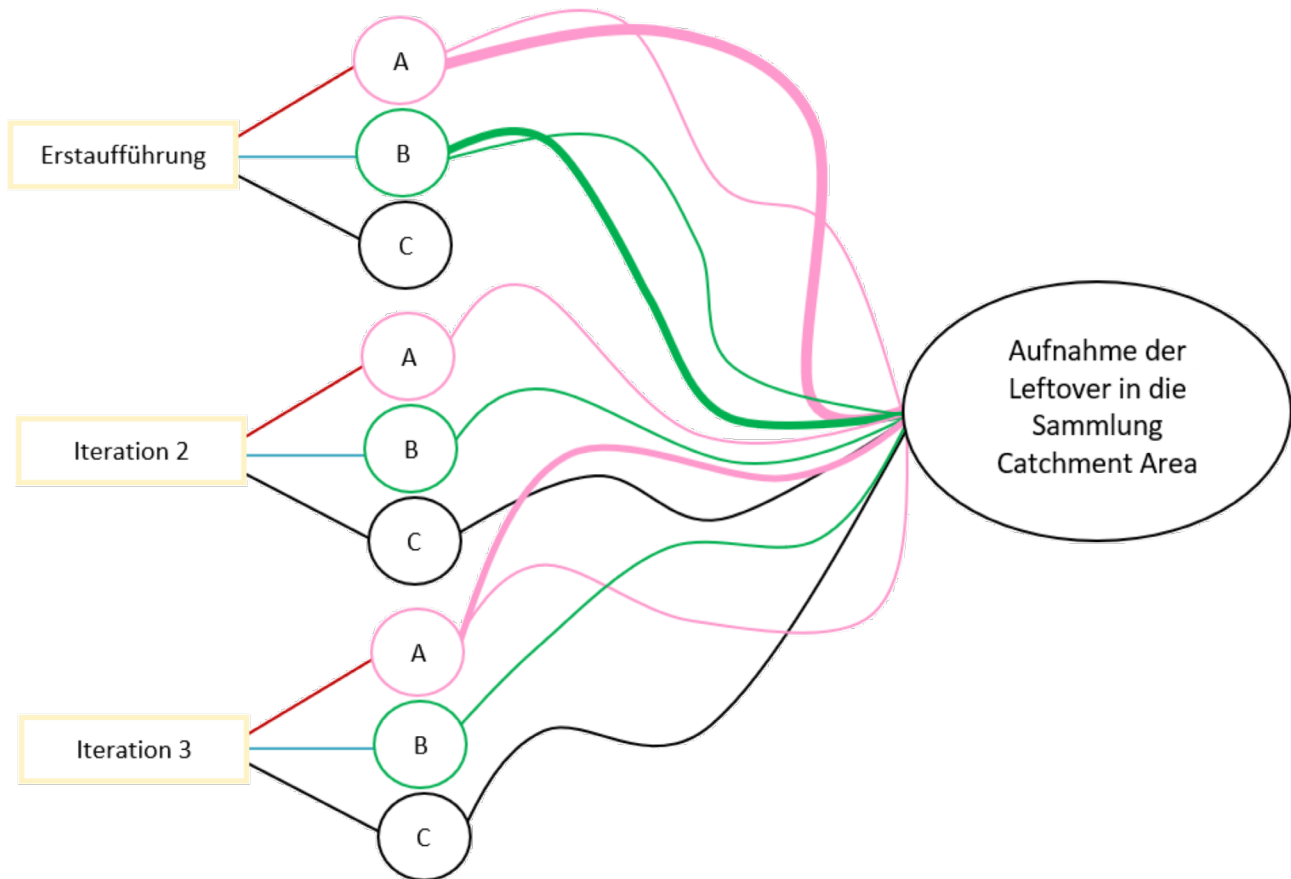 Erstaufführung
A
B
C
Iteration 2
A
B
C
Iteration 3
A
B
C
Aufnahme der
Leftover in die
Sammlung
Catchment Area